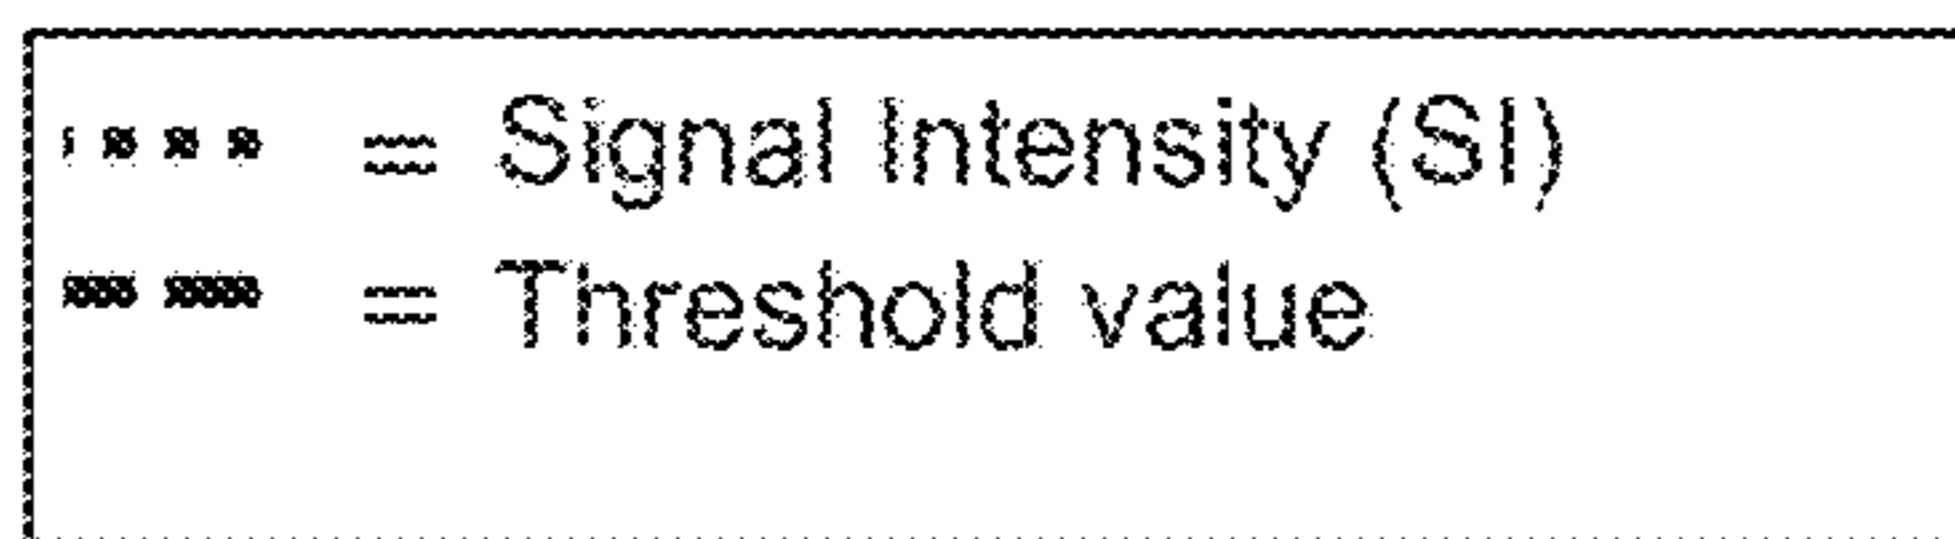 = Signal Intensity (SI)
= Threshold value